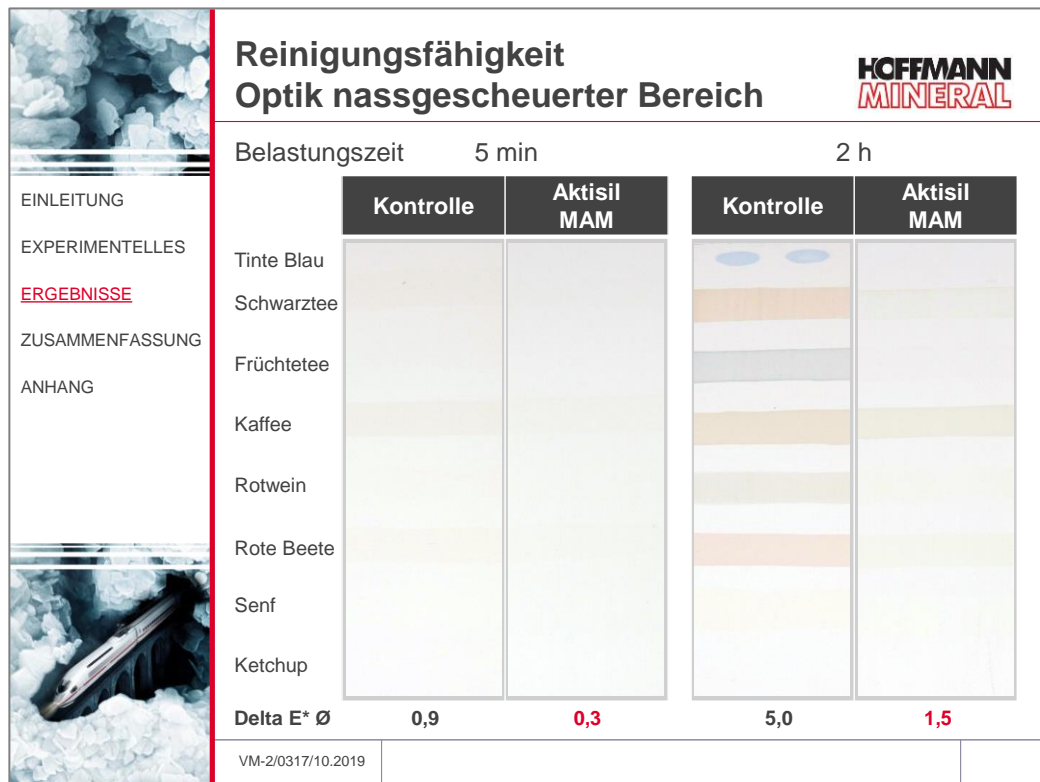 Reinigungsfähigkeit
Optik nassgescheuerter Bereich
HOFFMANN
MINERAL
EINLEITUNG
EXPERIMENTELLES
ERGEBNISSE
ZUSAMMENFASSUNG
ANHANG
Belastungszeit 5 min 2 h
Kontrolle Aktisil MAM Kontrolle Aktisil MAM
Tinte Blau
Schwarztee
Früchtetee
Kaffee
Rotwein
Rote Beete
Senf
Ketchup
Delta E* Ø 0,9 0,3 5,0 1,5
VM-2/0317/10.2019